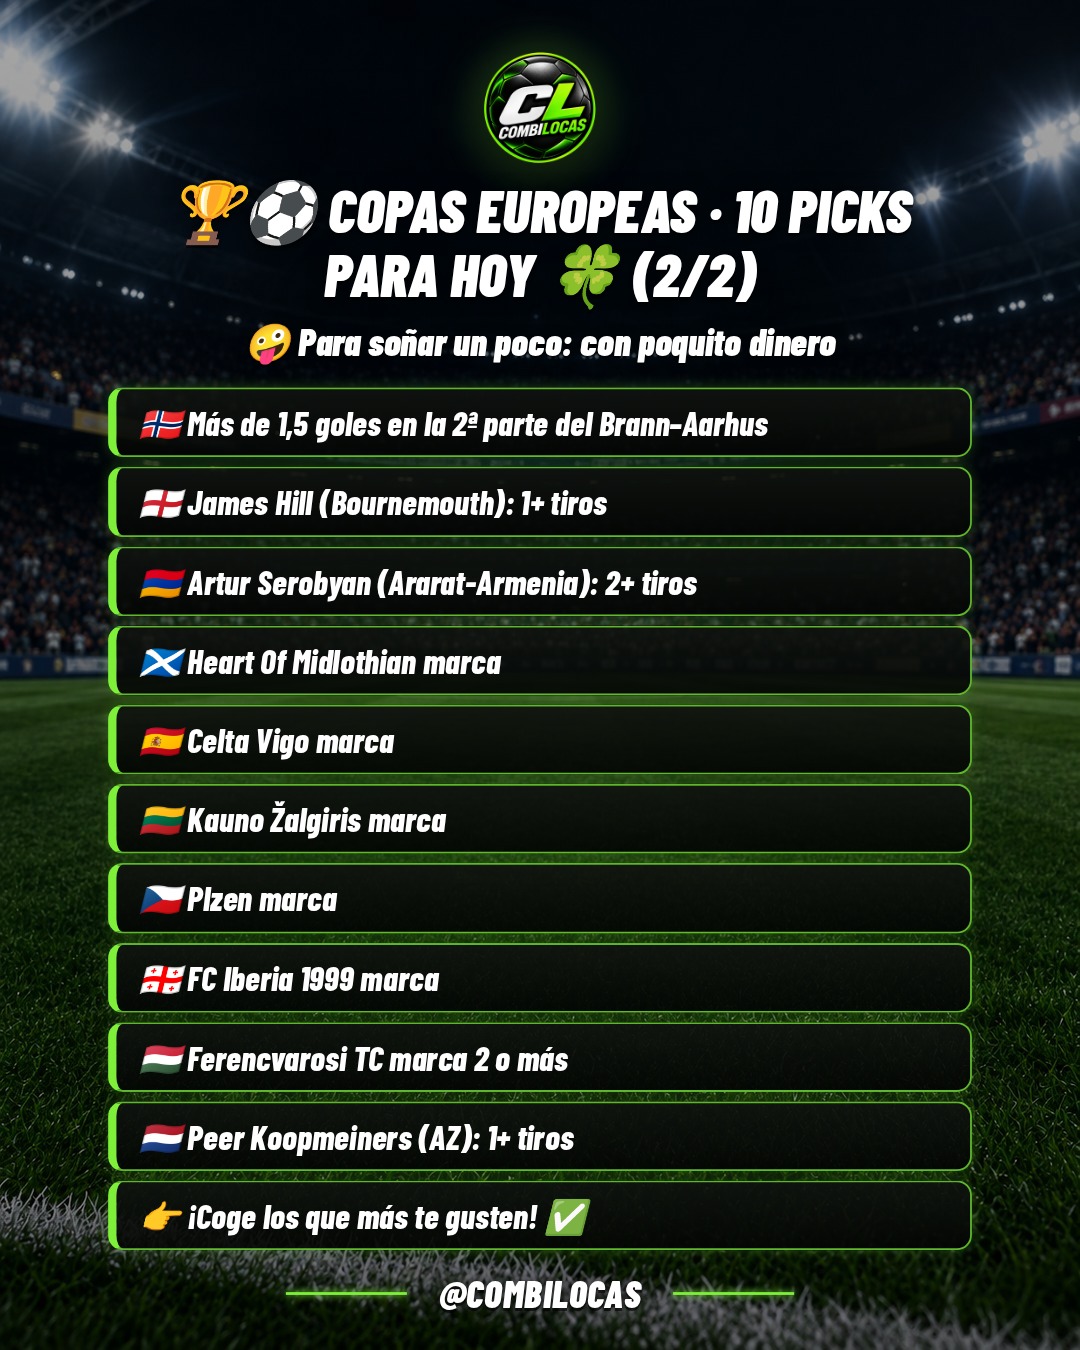 CL
COMBILOCAS
🏆⚽ COPAS EUROPEAS · 10 PICKS
PARA HOY 🍀 (2/2)
🤪 Para soñar un poco: con poquito dinero
🇳🇴 Más de 1,5 goles en la 2ª parte del Brann-Aarhus
🏴󠁧󠁢󠁥󠁮󠁧󠁿 James Hill (Bournemouth): 1+ tiros
🇦🇲 Artur Serobyan (Ararat-Armenia): 2+ tiros
🏴󠁧󠁢󠁳󠁣󠁴󠁿 Heart Of Midlothian marca
🇪🇸 Celta Vigo marca
🇱🇹 Kauno Žalgiris marca
🇨🇿 Plzen marca
🇬🇪 FC Iberia 1999 marca
🇭🇺 Ferencvarosi TC marca 2 o más
🇳🇱 Peer Koopmeiners (AZ): 1+ tiros
👉 ¡Coge los que más te gusten! ✅
@COMBILOCAS